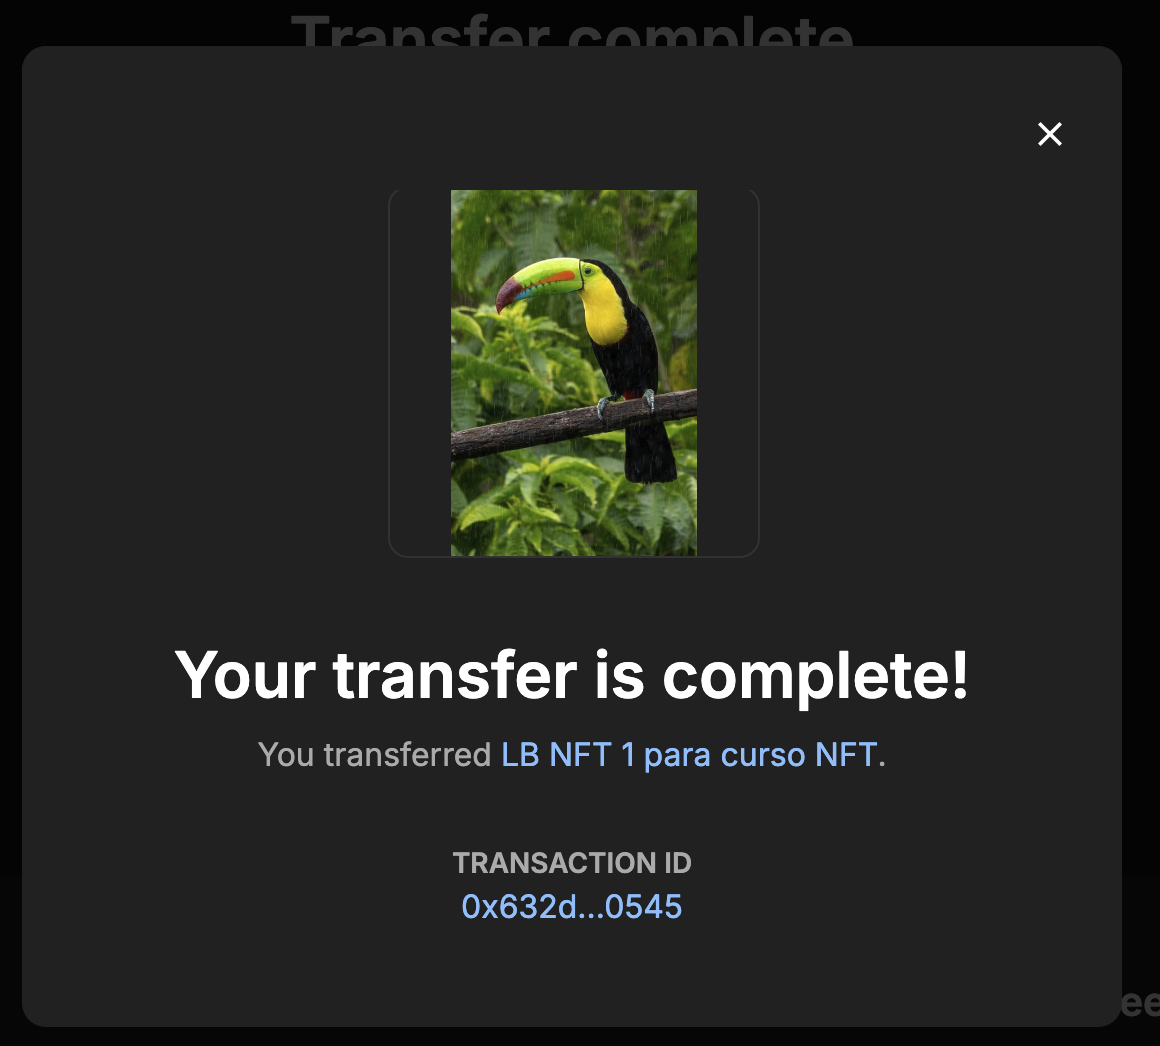 Transfer complete
Your transfer is complete!
You transferred LB NFT 1 para curso NFT.
TRANSACTION ID
0x632d...0545
ee